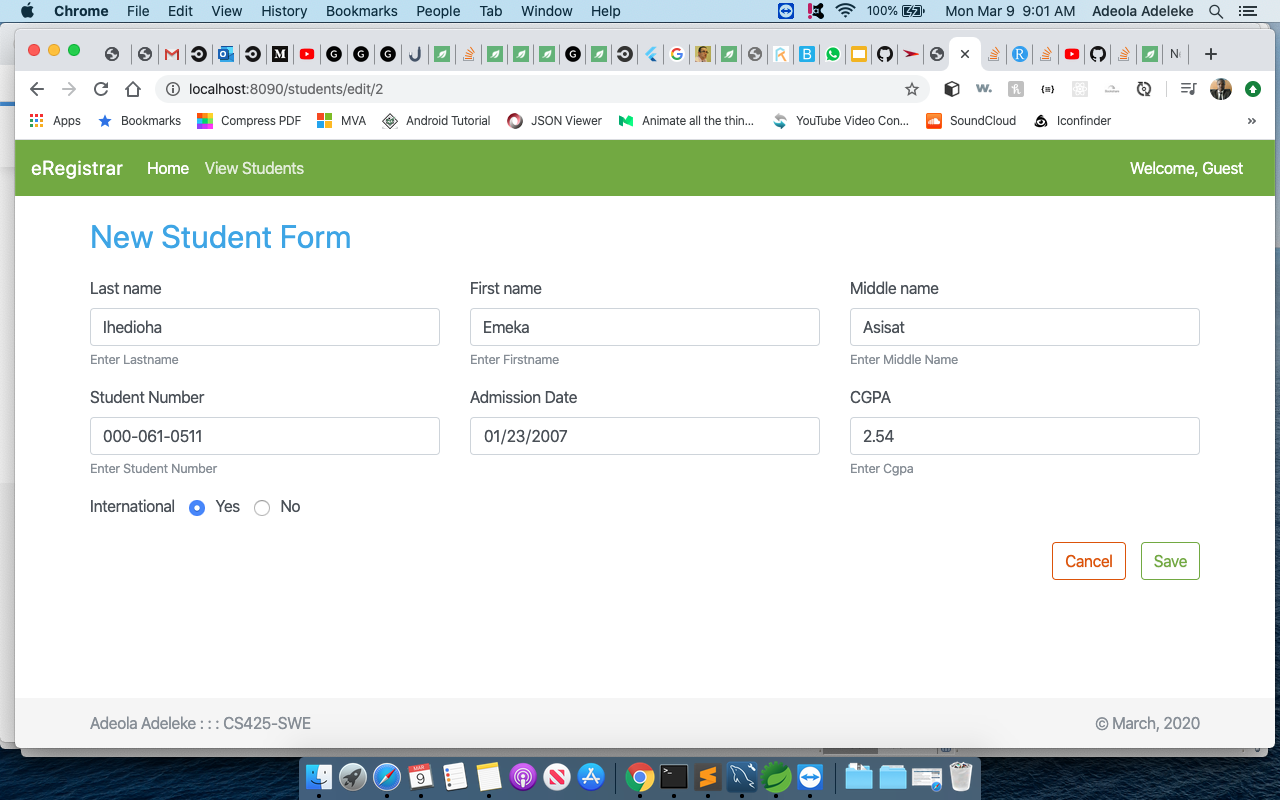 Chrome File Edit View History Bookmarks People Tab Window Help 100% Mon Mar 9 9:01 AM Adeola Adeleke
localhost:8090/students/edit/2
Apps Bookmarks Compress PDF MVA Android Tutorial JSON Viewer Animate all the thin... YouTube Video Con... SoundCloud Iconfinder »
eRegistrar Home View Students Welcome, Guest
New Student Form
Last name First name Middle name
Ihedioha Emeka Asisat
Enter Lastname Enter Firstname Enter Middle Name
Student Number Admission Date CGPA
000-061-0511 01/23/2007 2.54
Enter Student Number Enter Cgpa
International Yes No
Cancel Save
Adeola Adeleke : : : CS425-SWE © March, 2020
MAR
9